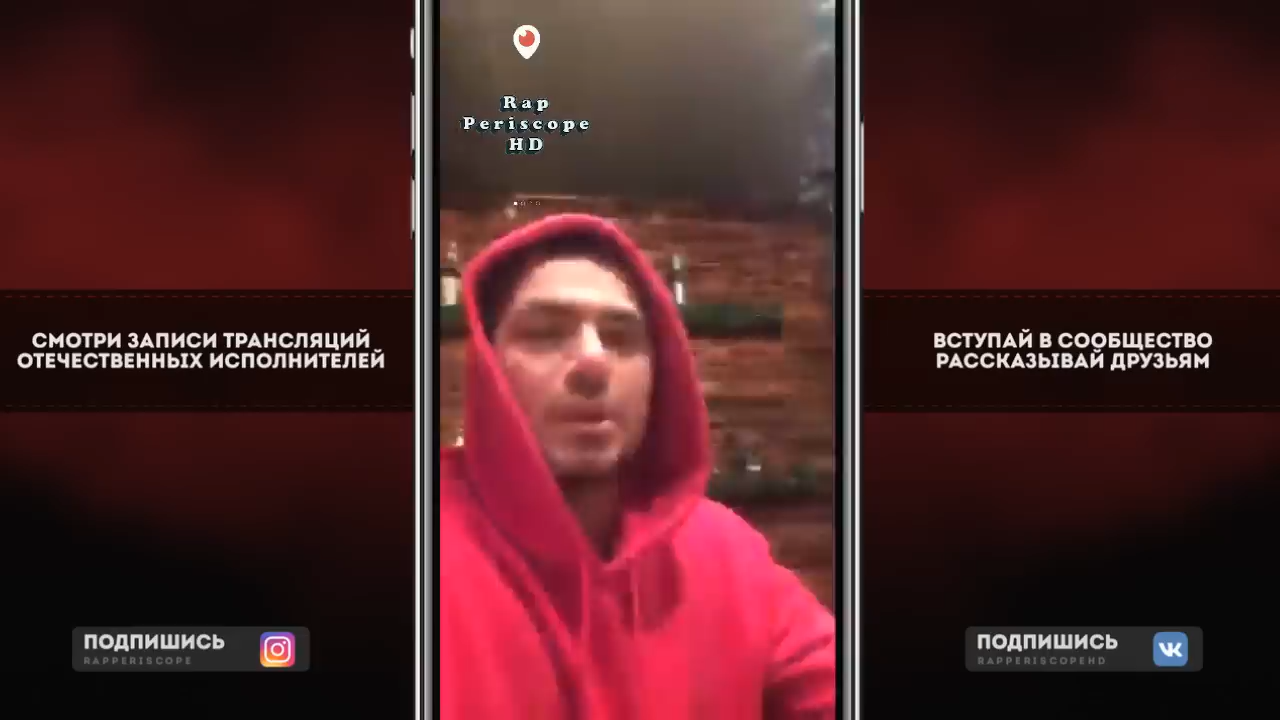 Rap
Periscope
HD
СМОТРИ ЗАПИСИ ТРАНСЛЯЦИЙ
ОТЕЧЕСТВЕННЫХ ИСПОЛНИТЕЛЕЙ
ВСТУПАЙ В СООБЩЕСТВО
РАССКАЗЫВАЙ ДРУЗЬЯМ
ПОДПИШИСЬ
RAPPERISCOPE
ПОДПИШИСЬ
RAPPERISCOPEHD